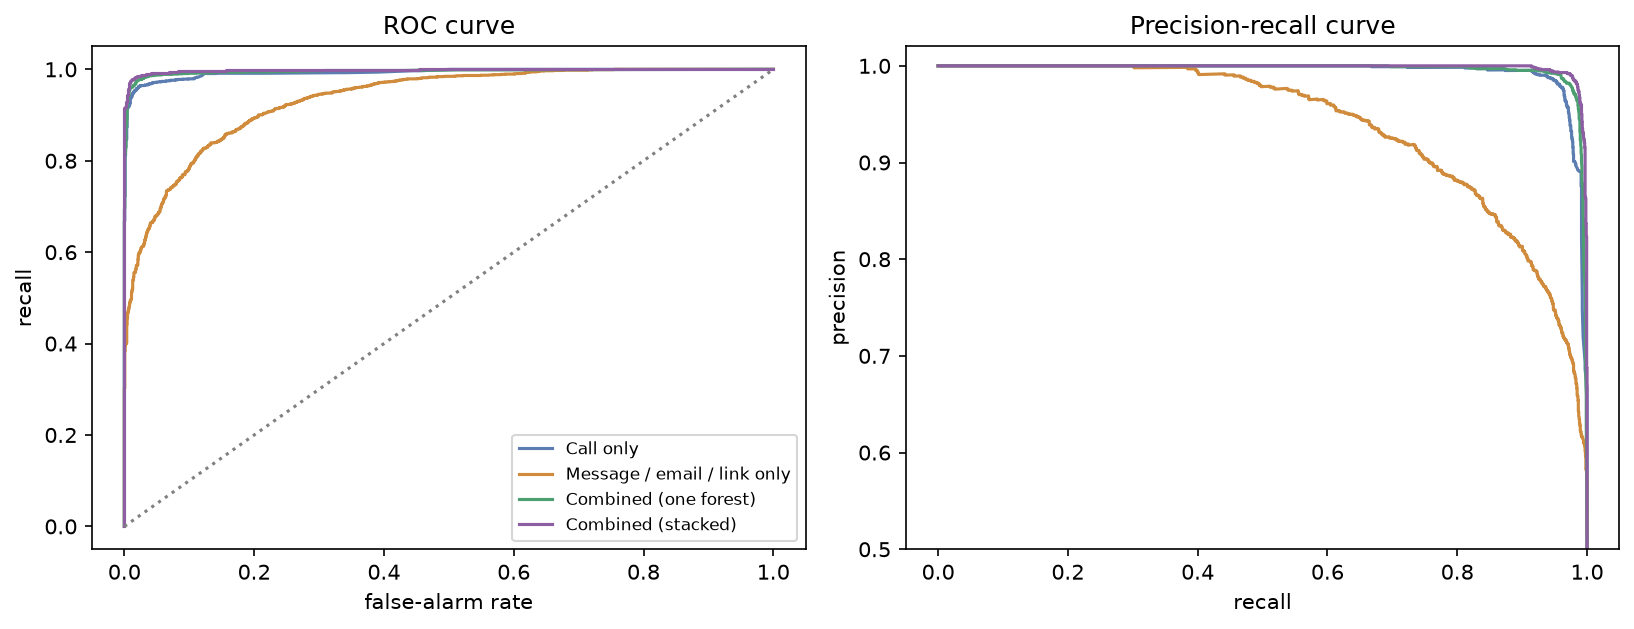 ROC curve
1.0
0.8
0.6
0.4
0.2
0.0
recall
0.0 0.2 0.4 0.6 0.8 1.0
false-alarm rate
Call only
Message / email / link only
Combined (one forest)
Combined (stacked)
Precision-recall curve
1.0
0.9
0.8
0.7
0.6
0.5
precision
0.0 0.2 0.4 0.6 0.8 1.0
recall